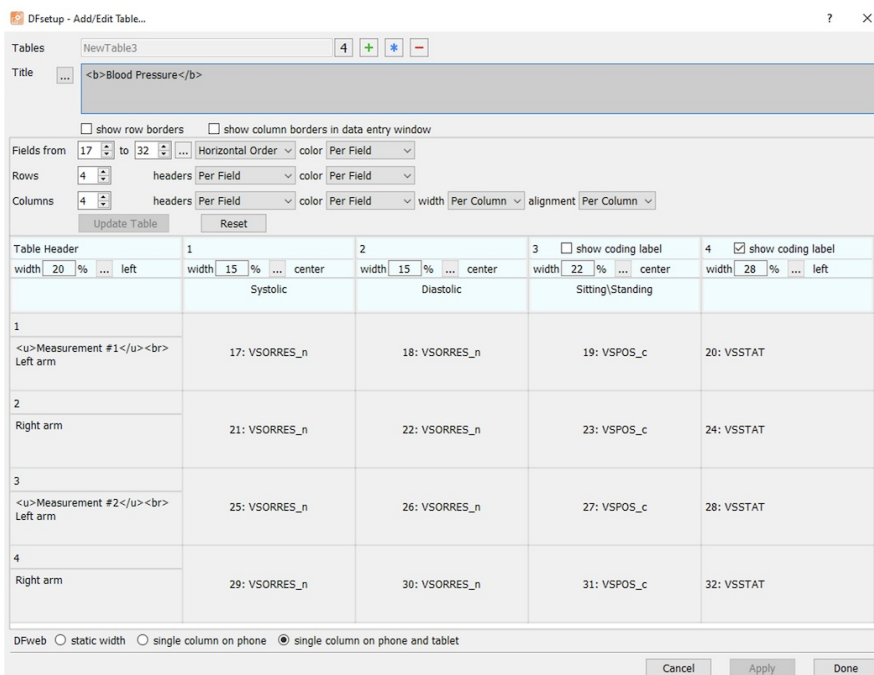 DFsetup - Add/Edit Table...
Tables NewTable3 4
Title ... <b>Blood Pressure</b>
show row borders show column borders in data entry window
Fields from 17 to 32 ... Horizontal Order color Per Field
Rows 4 headers Per Field color Per Field
Columns 4 headers Per Field color Per Field width Per Column alignment Per Column
Update Table Reset
Table Header 1 2 3 show coding label 4 show coding label
width 20 % ... left width 15 % ... center width 15 % ... center width 22 % ... center width 28 % ... left
Systolic Diastolic Sitting\Standing
1
<u>Measurement #1</u><br>
Left arm
17: VSORRES_n 18: VSORRES_n 19: VSPOS_c 20: VSSTAT
2
Right arm
21: VSORRES_n 22: VSORRES_n 23: VSPOS_c 24: VSSTAT
3
<u>Measurement #2</u><br>
Left arm
25: VSORRES_n 26: VSORRES_n 27: VSPOS_c 28: VSSTAT
4
Right arm
29: VSORRES_n 30: VSORRES_n 31: VSPOS_c 32: VSSTAT
DFweb static width single column on phone single column on phone and tablet
Cancel Apply Done